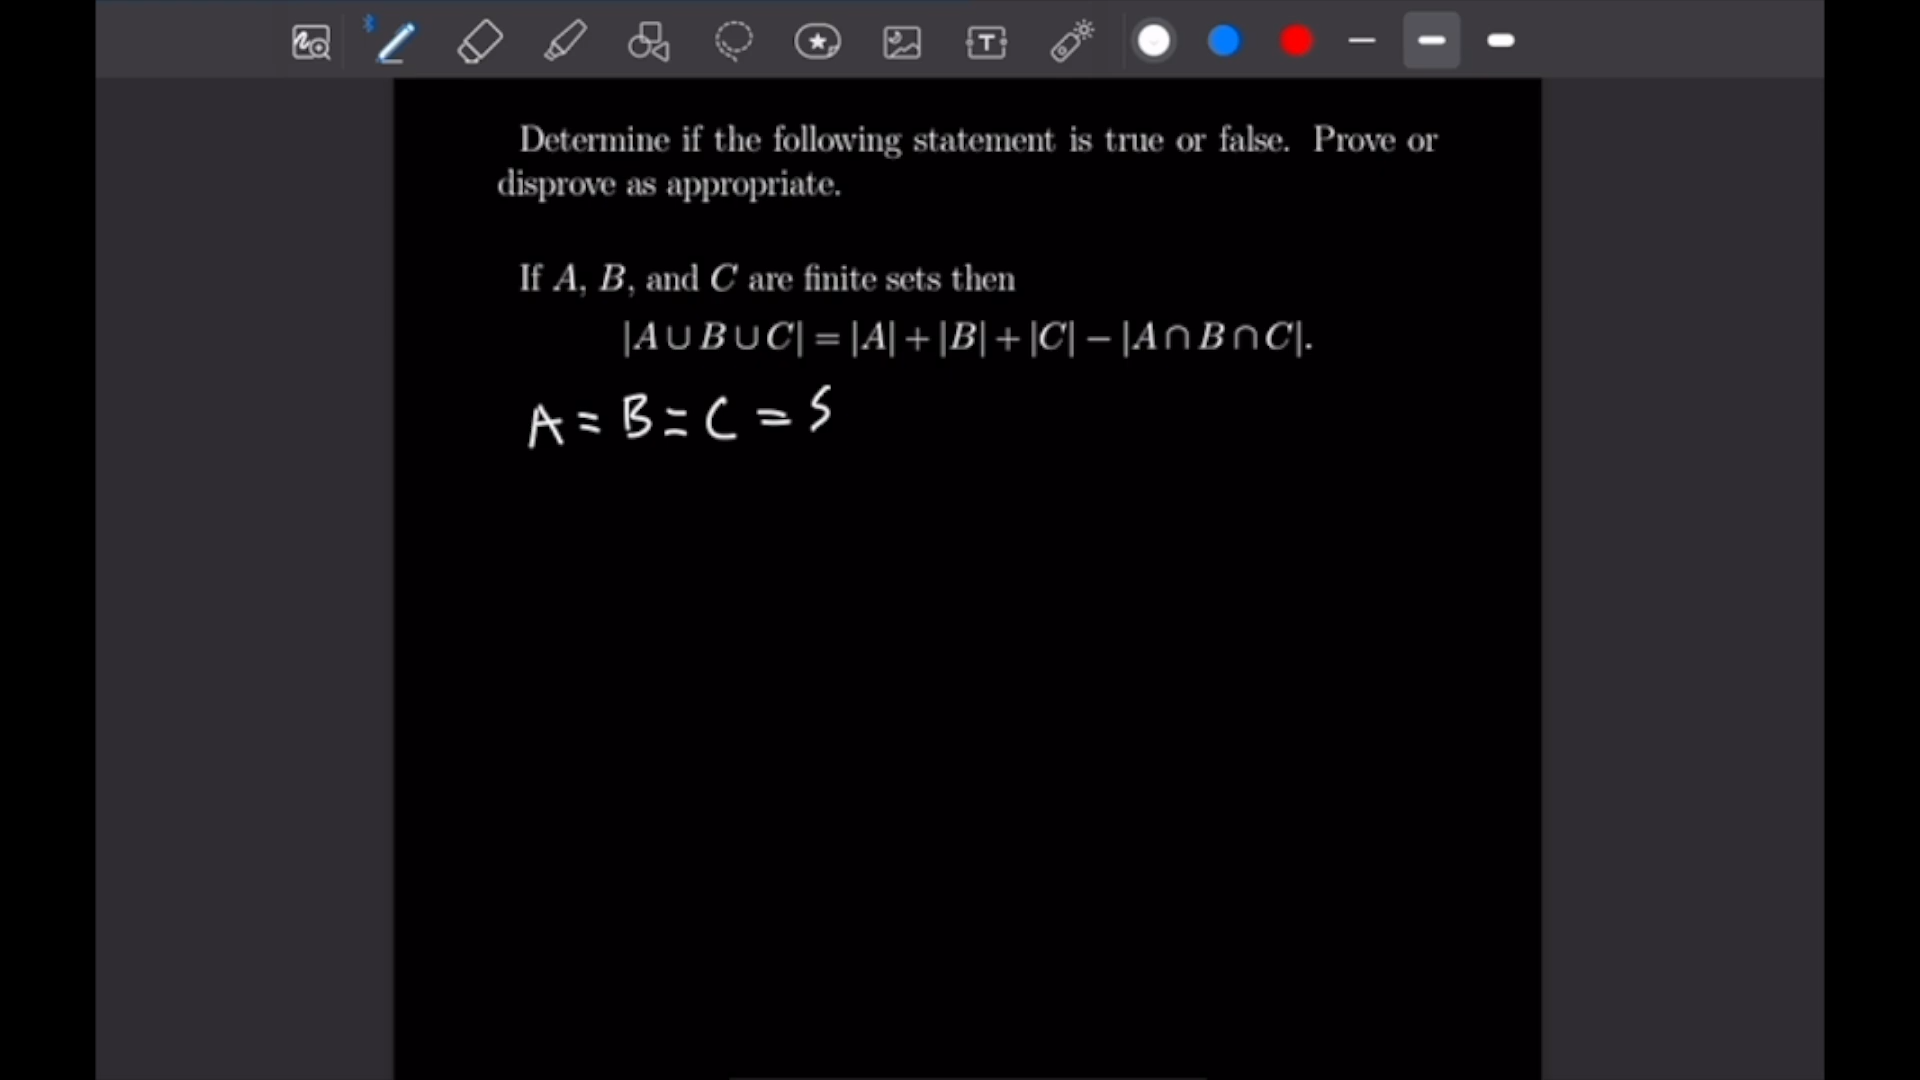 Determine if the following statement is true or false. Prove or
disprove as appropriate.
If A, B, and C are finite sets then
|A ∪ B ∪ C| = |A| + |B| + |C| − |A ∩ B ∩ C|.
A = B = C = S